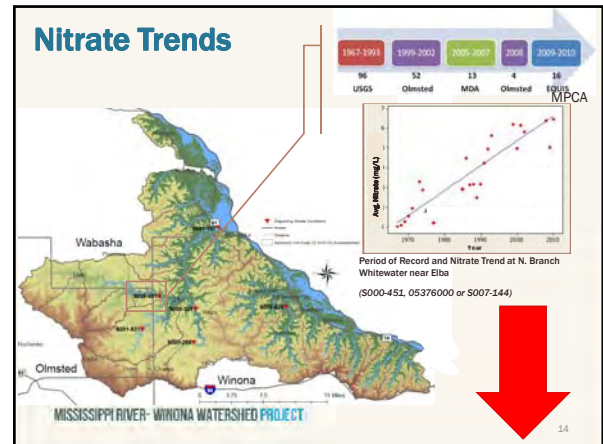 Nitrate Trends
1967-1993 1999-2002 2005-2007 2008 2009-2010
96 52 13 4 16
USGS Olmsted MDA Olmsted EQUIS
MPCA
Avg. Nitrate (mg/L)
1970 1980 1990 2000 2010
Year
Period of Record and Nitrate Trend at N. Branch
Whitewater near Elba
(S000-451, 05376000 or S007-144)
Wabasha
Olmsted
Winona
15 Miles
MISSISSIPPI RIVER- WINONA WATERSHED PROJECT
14